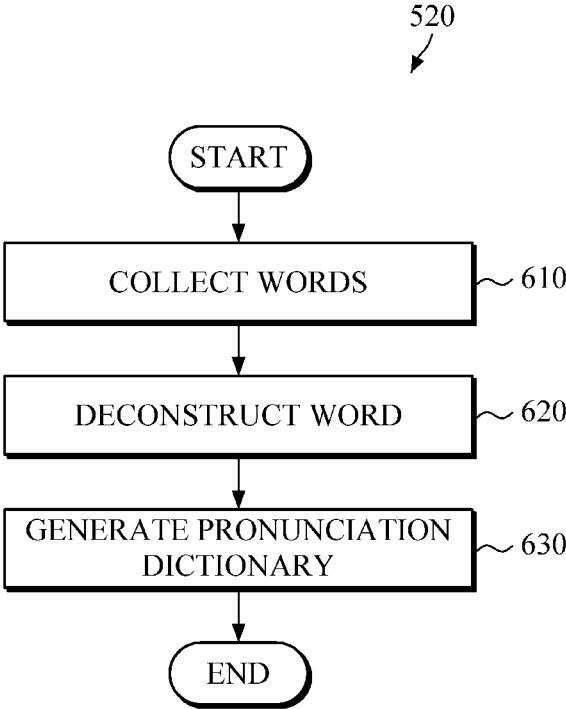 520
START
COLLECT WORDS
610
DECONSTRUCT WORD
620
GENERATE PRONUNCIATION
DICTIONARY
630
END